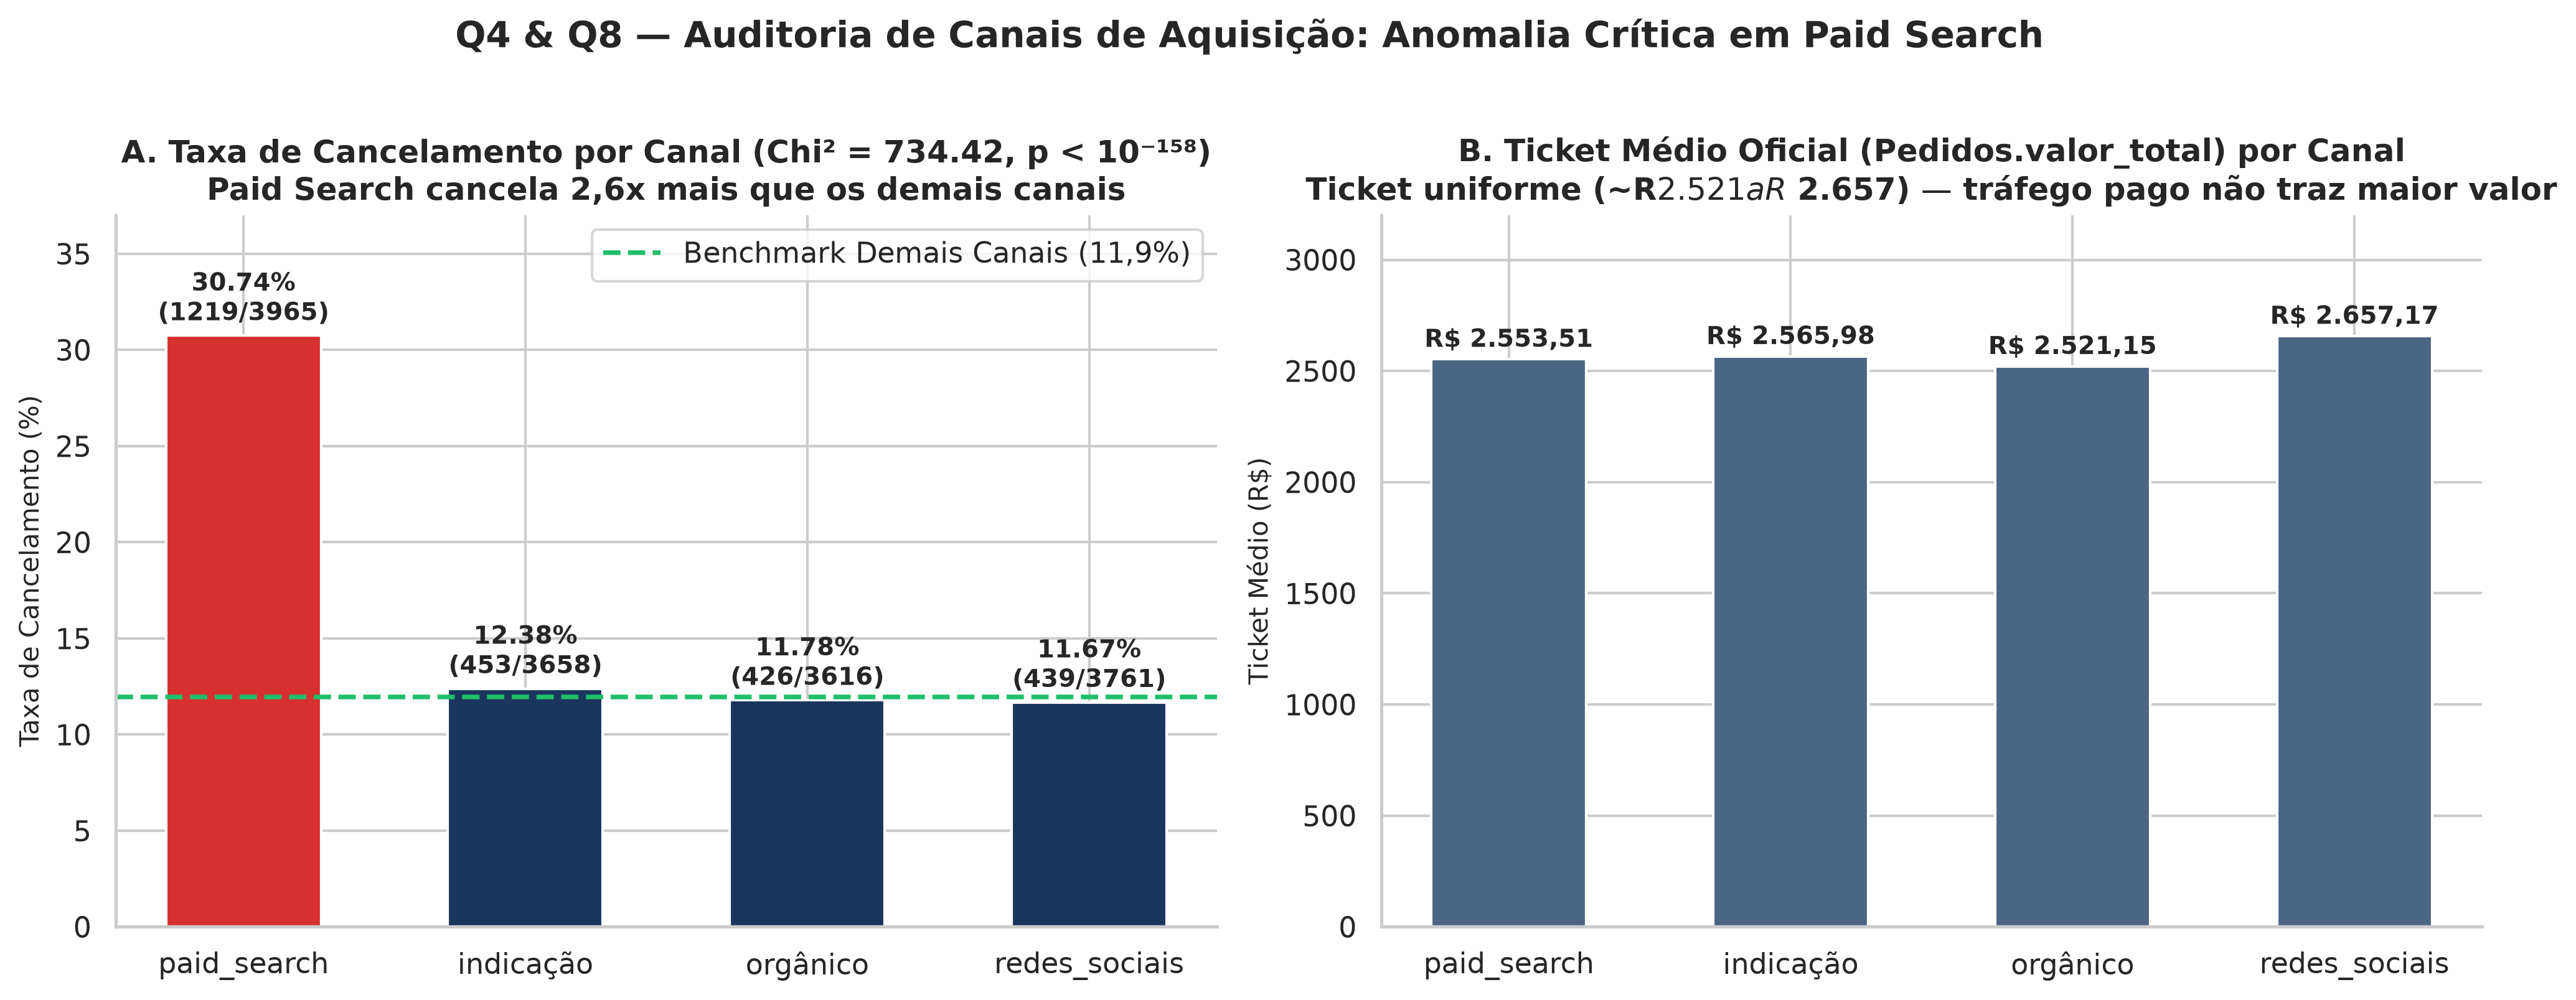 Q4 & Q8 — Auditoria de Canais de Aquisição: Anomalia Crítica em Paid Search
A. Taxa de Cancelamento por Canal (Chi² = 734.42, p < 10⁻¹⁵⁸)
Paid Search cancela 2,6x mais que os demais canais
Taxa de Cancelamento (%)
35
30
25
20
15
10
5
0
Benchmark Demais Canais (11,9%)
30.74%
(1219/3965)
12.38%
(453/3658)
11.78%
(426/3616)
11.67%
(439/3761)
paid_search
indicação
orgânico
redes_sociais
B. Ticket Médio Oficial (Pedidos.valor_total) por Canal
Ticket uniforme (~R2.521aR 2.657) — tráfego pago não traz maior valor
Ticket Médio (R$)
3000
2500
2000
1500
1000
500
0
R$ 2.553,51
R$ 2.565,98
R$ 2.521,15
R$ 2.657,17
paid_search
indicação
orgânico
redes_sociais